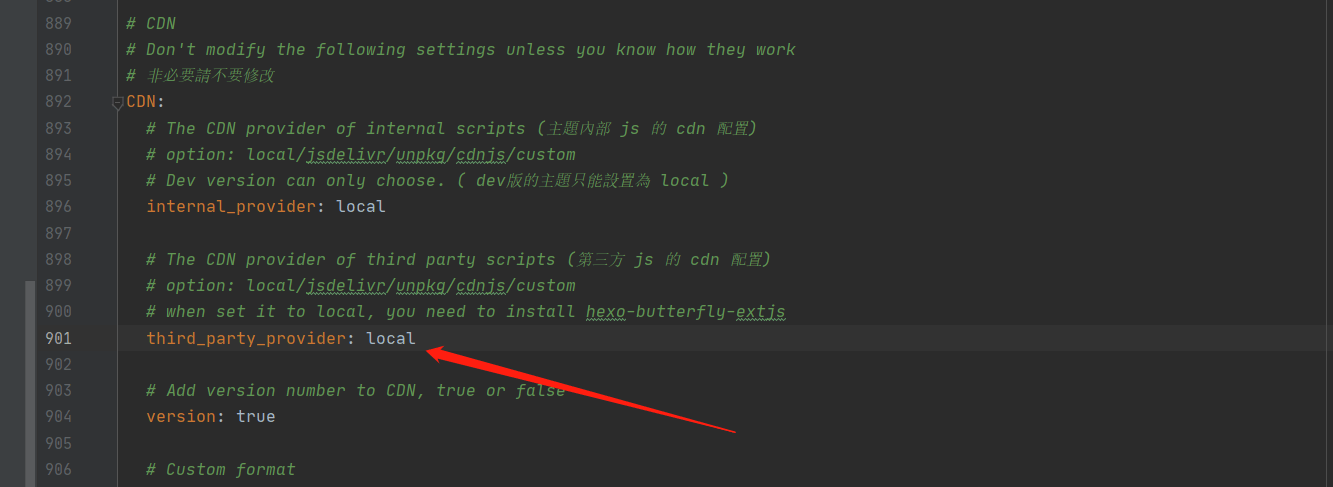 889 # CDN
890 # Don't modify the following settings unless you know how they work
891 # 非必要請不要修改
892 CDN:
893 # The CDN provider of internal scripts (主題內部 js 的 cdn 配置)
894 # option: local/jsdelivr/unpkg/cdnjs/custom
895 # Dev version can only choose. ( dev版的主題只能設置為 local )
896 internal_provider: local
897
898 # The CDN provider of third party scripts (第三方 js 的 cdn 配置)
899 # option: local/jsdelivr/unpkg/cdnjs/custom
900 # when set it to local, you need to install hexo-butterfly-extjs
901 third_party_provider: local
902
903 # Add version number to CDN, true or false
904 version: true
905
906 # Custom format